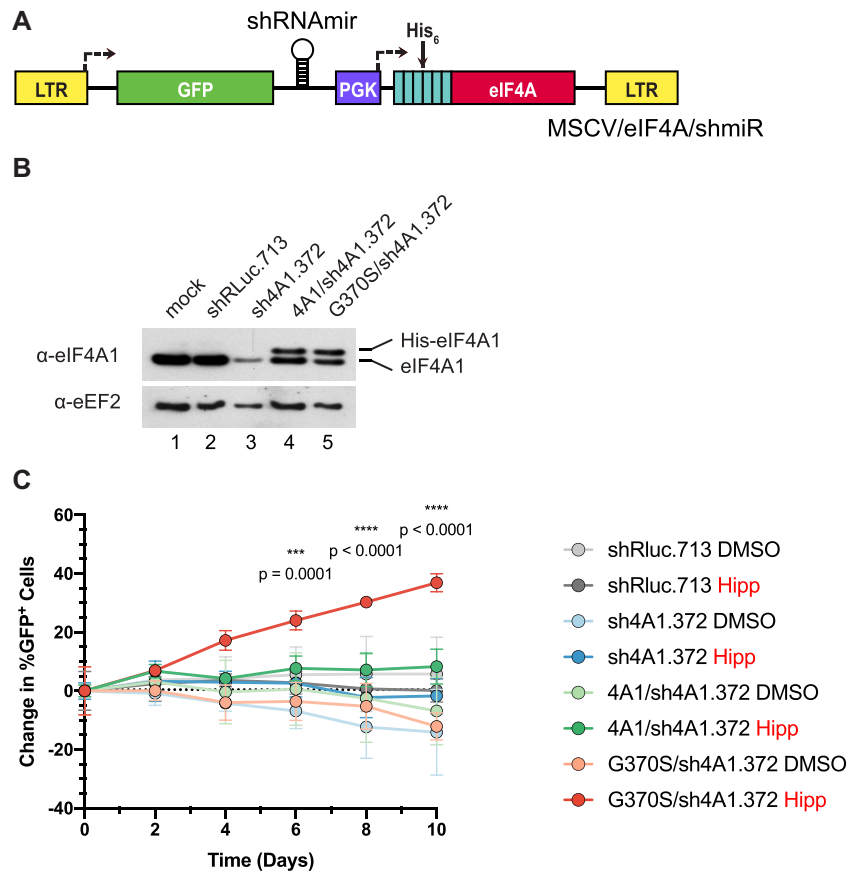 A
shRNAmir
His6
LTR
GFP
PGK
eIF4A
LTR
MSCV/eIF4A/shmiR
B
mock
shRLuc.713
sh4A1.372
4A1/sh4A1.372
G370S/sh4A1.372
α-eIF4A1
His-eIF4A1
eIF4A1
α-eEF2
1 2 3 4 5
C
Change in %GFP+ Cells
60
40
20
0
-20
-40
***
p = 0.0001
****
p < 0.0001
****
p < 0.0001
0 2 4 6 8 10
Time (Days)
shRluc.713 DMSO
shRluc.713 Hipp
sh4A1.372 DMSO
sh4A1.372 Hipp
4A1/sh4A1.372 DMSO
4A1/sh4A1.372 Hipp
G370S/sh4A1.372 DMSO
G370S/sh4A1.372 Hipp